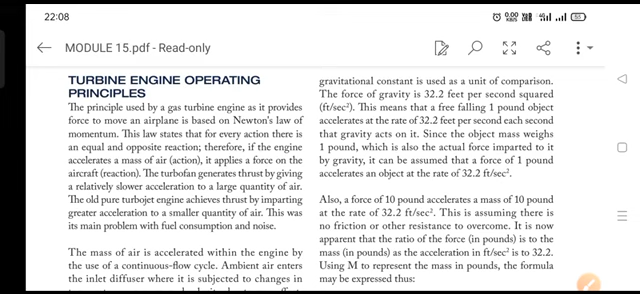 22:08
0.00
KB/S
4G
53
MODULE 15.pdf - Read-only
TURBINE ENGINE OPERATING
PRINCIPLES
The principle used by a gas turbine engine as it provides
force to move an airplane is based on Newton's law of
momentum. This law states that for every action there is
an equal and opposite reaction; therefore, if the engine
accelerates a mass of air (action), it applies a force on the
aircraft (reaction). The turbofan generates thrust by giving
a relatively slower acceleration to a large quantity of air.
The old pure turbojet engine achieves thrust by imparting
greater acceleration to a smaller quantity of air. This was
its main problem with fuel consumption and noise.
The mass of air is accelerated within the engine by
the use of a continuous-flow cycle. Ambient air enters
the inlet diffuser where it is subjected to changes in
gravitational constant is used as a unit of comparison.
The force of gravity is 32.2 feet per second squared
(ft/sec²). This means that a free falling 1 pound object
accelerates at the rate of 32.2 feet per second each second
that gravity acts on it. Since the object mass weighs
1 pound, which is also the actual force imparted to it
by gravity, it can be assumed that a force of 1 pound
accelerates an object at the rate of 32.2 ft/sec².
Also, a force of 10 pound accelerates a mass of 10 pound
at the rate of 32.2 ft/sec². This is assuming there is
no friction or other resistance to overcome. It is now
apparent that the ratio of the force (in pounds) is to the
mass (in pounds) as the acceleration in ft/sec² is to 32.2.
Using M to represent the mass in pounds, the formula
may be expressed thus: